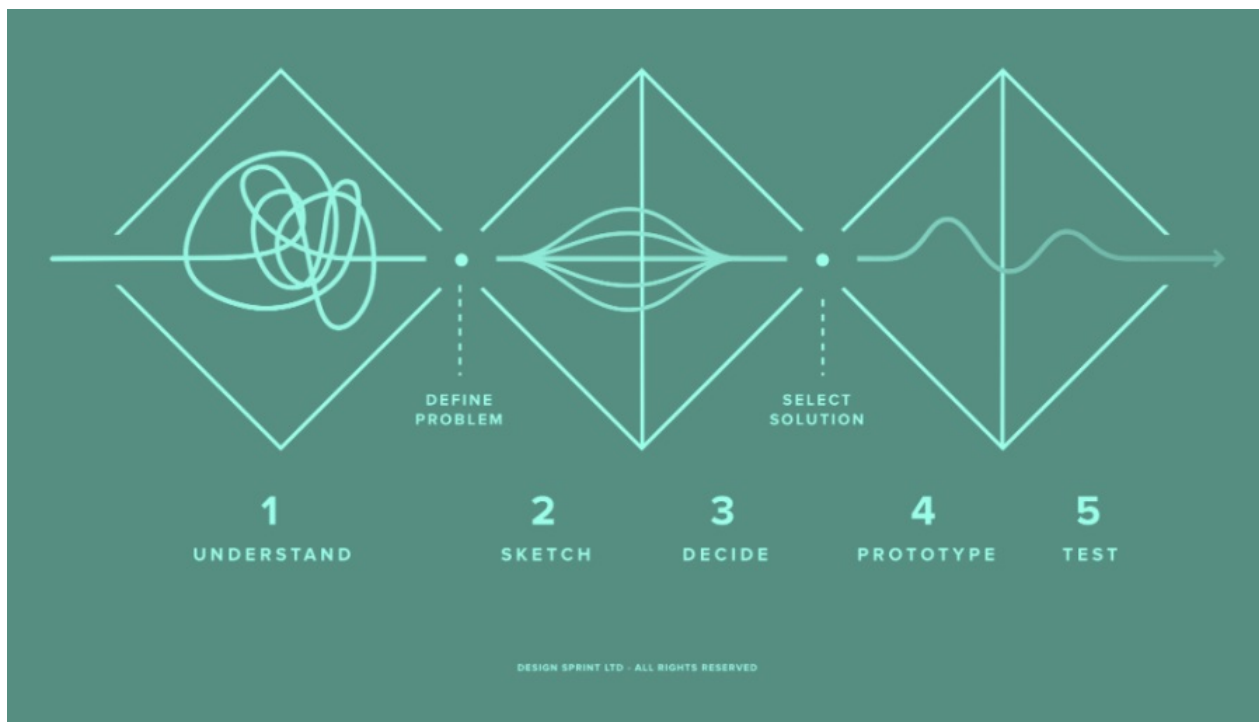 DEFINE
PROBLEM
SELECT
SOLUTION
1
UNDERSTAND
2
SKETCH
3
DECIDE
4
PROTOTYPE
5
TEST
DESIGN SPRINT LTD - ALL RIGHTS RESERVED